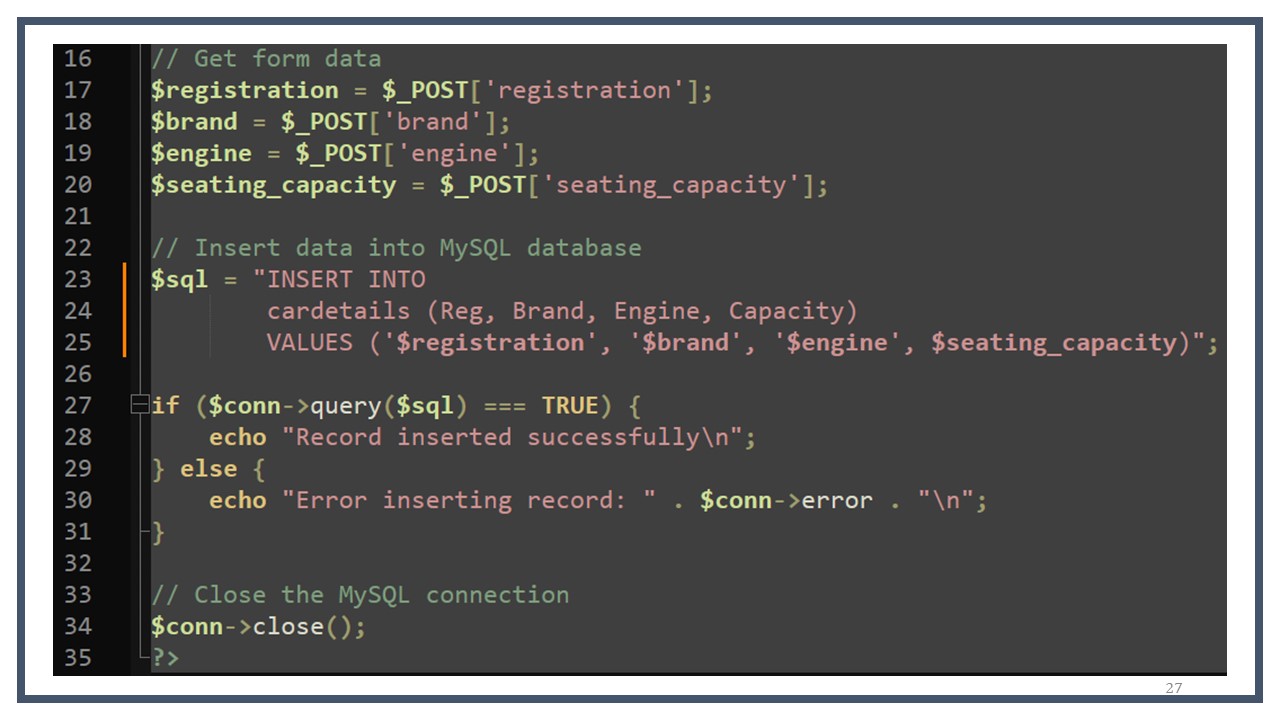 16 // Get form data
17 $registration = $_POST['registration'];
18 $brand = $_POST['brand'];
19 $engine = $_POST['engine'];
20 $seating_capacity = $_POST['seating_capacity'];
21
22 // Insert data into MySQL database
23 $sql = "INSERT INTO
24         cardetails (Reg, Brand, Engine, Capacity)
25         VALUES ('$registration', '$brand', '$engine', $seating_capacity)";
26
27 if ($conn->query($sql) === TRUE) {
28     echo "Record inserted successfully\n";
29 } else {
30     echo "Error inserting record: " . $conn->error . "\n";
31 }
32
33 // Close the MySQL connection
34 $conn->close();
35 ?>
27